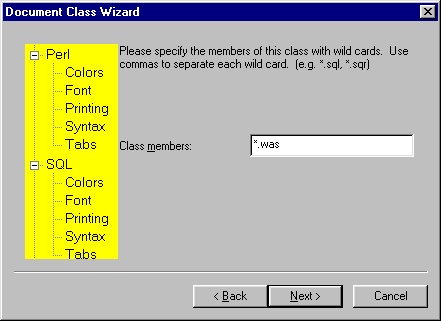 Document Class Wizard
Perl
Colors
Font
Printing
Syntax
Tabs
SQL
Colors
Font
Printing
Syntax
Tabs
Please specify the members of this class with wild cards.  Use
commas to separate each wild card.  (e.g. *.sql, *.sqr)
Class members: *.was
< Back Next > Cancel